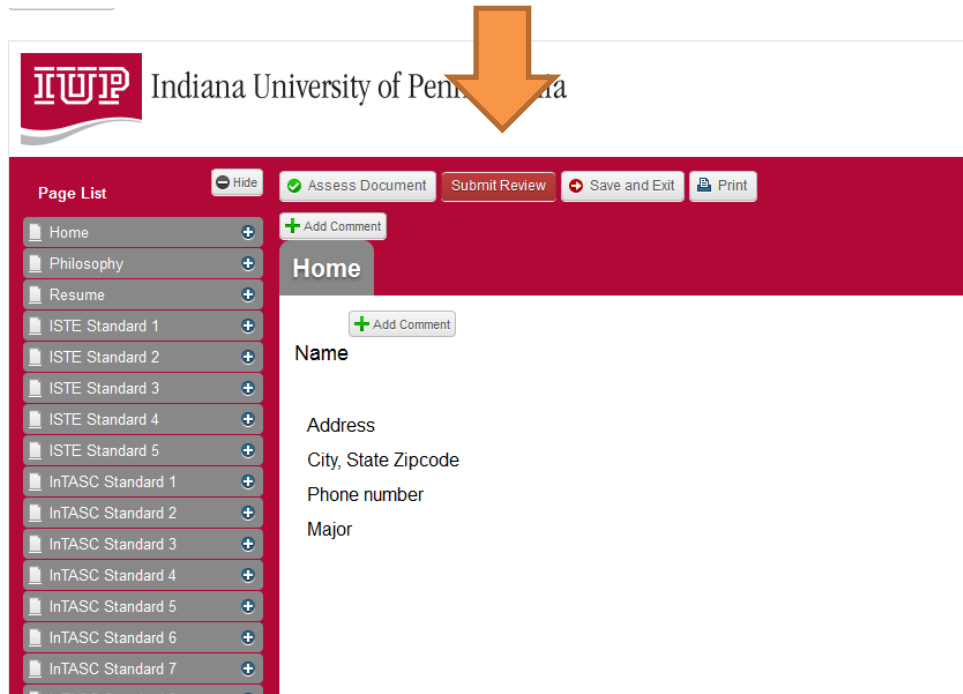 IUP Indiana University of Penn a
Page List
Hide
Assess Document
Submit Review
Save and Exit
Print
Add Comment
Home
Philosophy
Resume
ISTE Standard 1
ISTE Standard 2
ISTE Standard 3
ISTE Standard 4
ISTE Standard 5
InTASC Standard 1
InTASC Standard 2
InTASC Standard 3
InTASC Standard 4
InTASC Standard 5
InTASC Standard 6
InTASC Standard 7
Home
Add Comment
Name
Address
City, State Zipcode
Phone number
Major